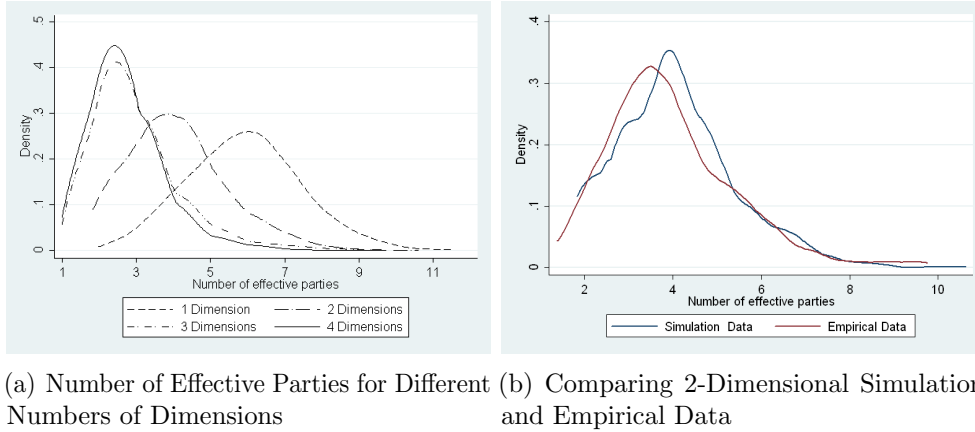 .5
.4
.3
.2
.1
0
Density
1 3 5 7 9 11
Number of effective parties
1 Dimension 2 Dimensions
3 Dimensions 4 Dimensions
.4
.3
.2
.1
0
Density
2 4 6 8 10
Number of effective parties
Simulation Data Empirical Data
(a) Number of Effective Parties for Different
Numbers of Dimensions
(b) Comparing 2-Dimensional Simulation
and Empirical Data